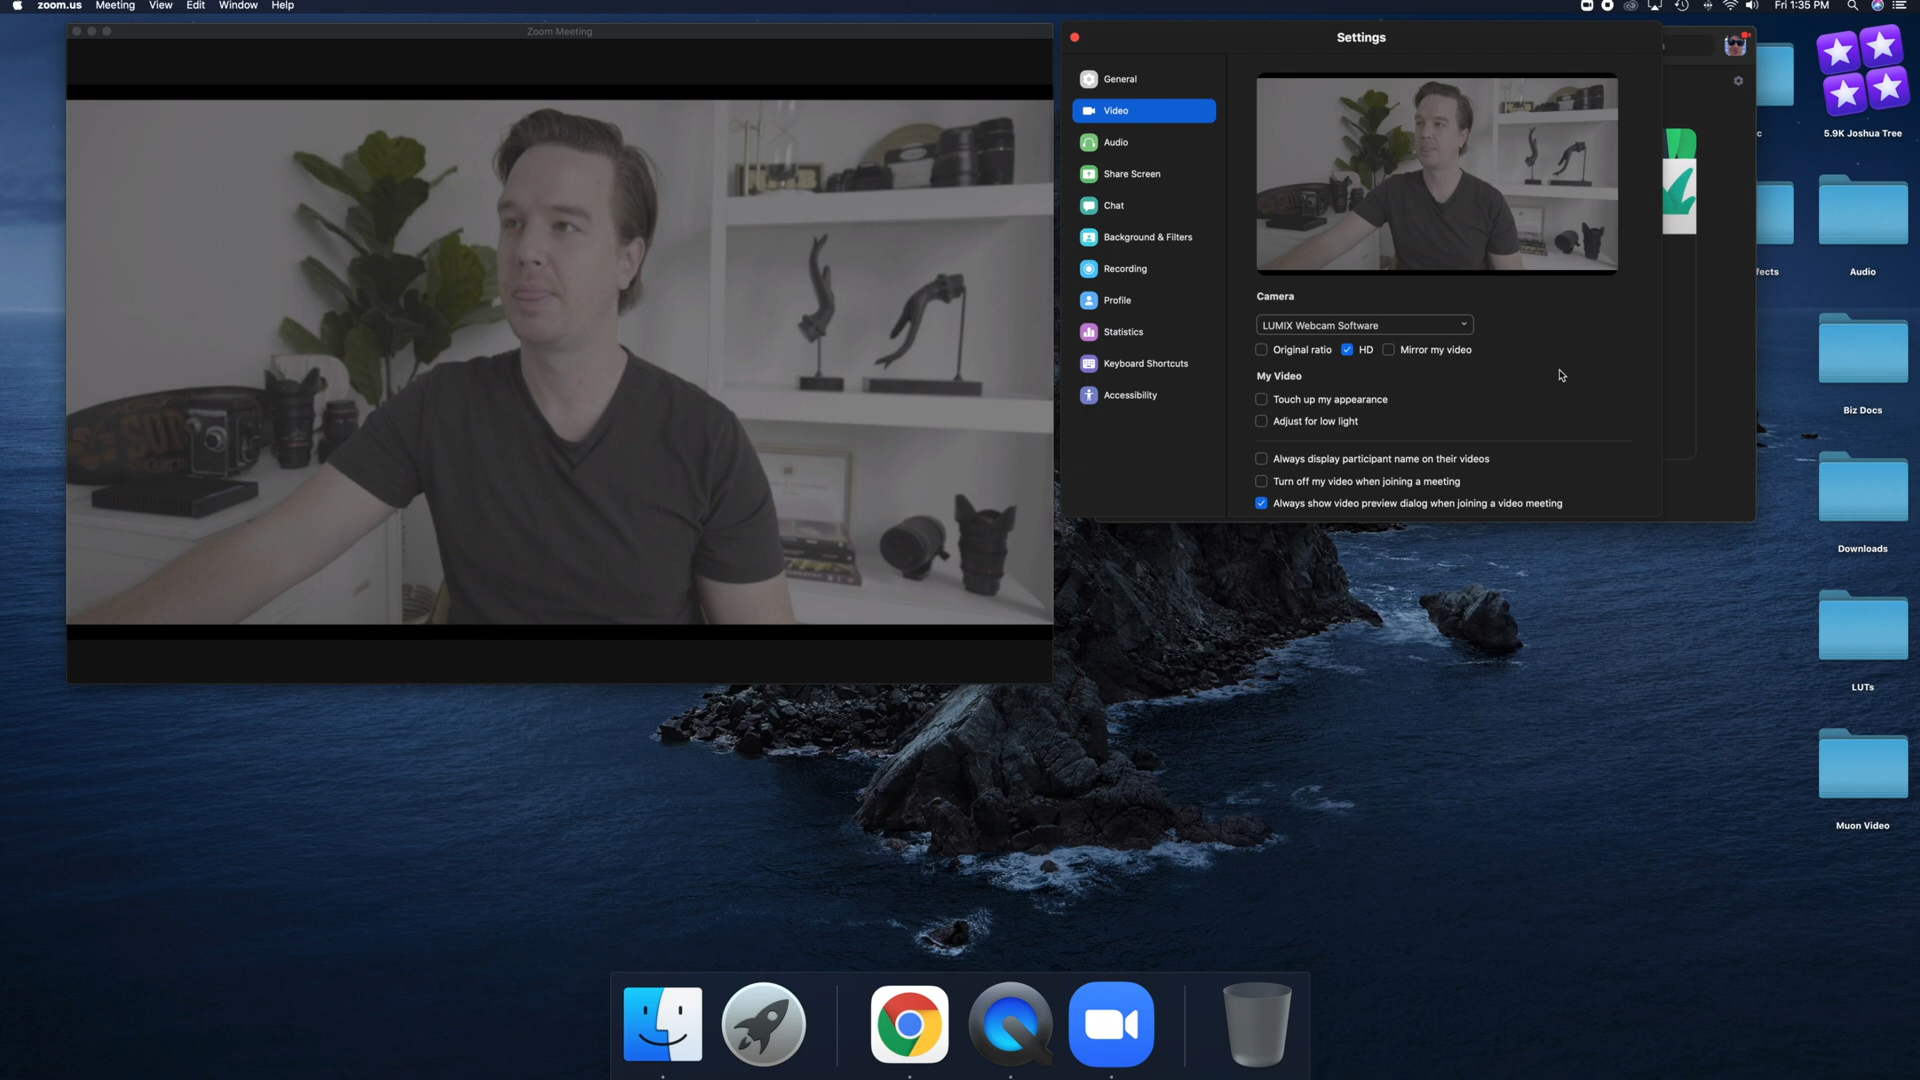 zoom.us Meeting View Edit Window Help
Fri 1:35 PM
Zoom Meeting
Settings
General
Video
Audio
Share Screen
Chat
Background & Filters
Recording
Profile
Statistics
Keyboard Shortcuts
Accessibility
Camera
LUMIX Webcam Software
Original ratio HD Mirror my video
My Video
Touch up my appearance
Adjust for low light
Always display participant name on their videos
Turn off my video when joining a meeting
Always show video preview dialog when joining a video meeting
c
fects
5.9K Joshua Tree
Audio
Biz Docs
Downloads
LUTs
Muon Video